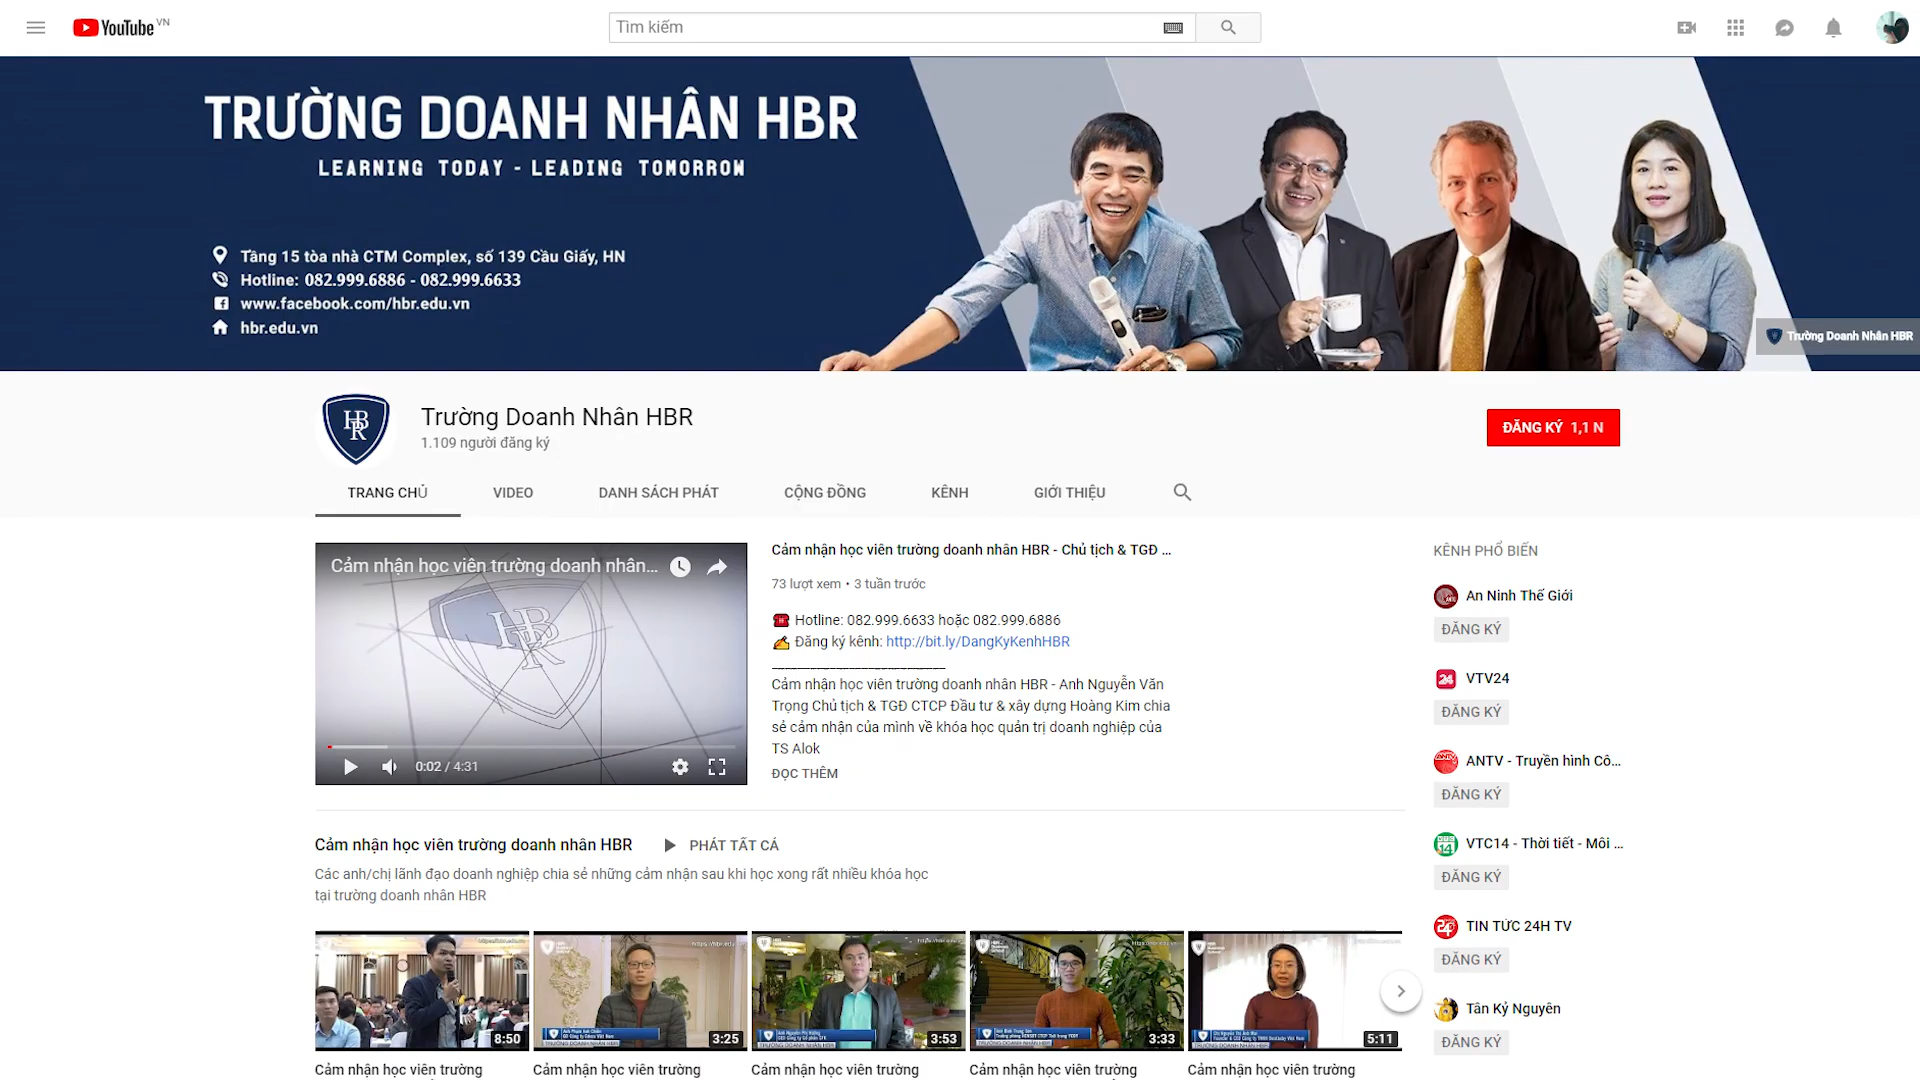 YouTube VN
Tìm kiếm
TRƯỜNG DOANH NHÂN HBR
LEARNING TODAY - LEADING TOMORROW
Tầng 15 tòa nhà CTM Complex, số 139 Cầu Giấy, HN
Hotline: 082.999.6886 - 082.999.6633
www.facebook.com/hbr.edu.vn
hbr.edu.vn
Trường Doanh Nhân HBR
HBR
Trường Doanh Nhân HBR
1.109 người đăng ký
ĐĂNG KÝ 1,1 N
TRANG CHỦ VIDEO DANH SÁCH PHÁT CỘNG ĐỒNG KÊNH GIỚI THIỆU
Cảm nhận học viên trường doanh nhân...
HBR
0:02 / 4:31
Cảm nhận học viên trường doanh nhân HBR - Chủ tịch & TGĐ ...
73 lượt xem • 3 tuần trước
Hotline: 082.999.6633 hoặc 082.999.6886
Đăng ký kênh: http://bit.ly/DangKyKenhHBR
Cảm nhận học viên trường doanh nhân HBR - Anh Nguyễn Văn
Trọng Chủ tịch & TGĐ CTCP Đầu tư & xây dựng Hoàng Kim chia
sẻ cảm nhận của mình về khóa học quản trị doanh nghiệp của
TS Alok
ĐỌC THÊM
Cảm nhận học viên trường doanh nhân HBR PHÁT TẤT CẢ
Các anh/chị lãnh đạo doanh nghiệp chia sẻ những cảm nhận sau khi học xong rất nhiều khóa học
tại trường doanh nhân HBR
8:50
3:25
3:53
3:33
5:11
Cảm nhận học viên trường
Cảm nhận học viên trường
Cảm nhận học viên trường
Cảm nhận học viên trường
Cảm nhận học viên trường
KÊNH PHỔ BIẾN
An Ninh Thế Giới
ĐĂNG KÝ
VTV24
ĐĂNG KÝ
ANTV - Truyền hình Cô...
ĐĂNG KÝ
VTC14 - Thời tiết - Môi ...
ĐĂNG KÝ
TIN TỨC 24H TV
ĐĂNG KÝ
Tân Kỷ Nguyên
ĐĂNG KÝ